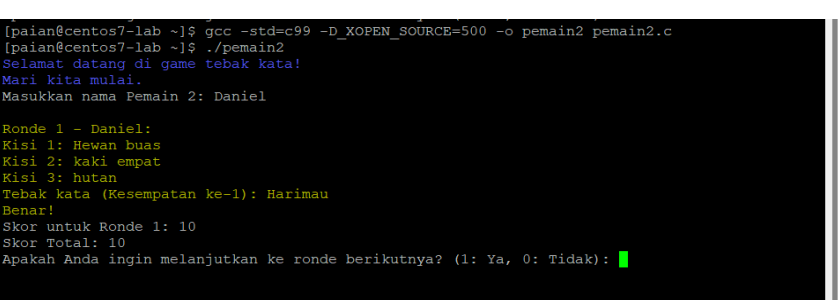 [paian@centos7-lab ~]$ gcc -std=c99 -D_XOPEN_SOURCE=500 -o pemain2 pemain2.c
[paian@centos7-lab ~]$ ./pemain2
Selamat datang di game tebak kata!
Mari kita mulai.
Masukkan nama Pemain 2: Daniel
Ronde 1 - Daniel:
Kisi 1: Hewan buas
Kisi 2: kaki empat
Kisi 3: hutan
Tebak kata (Kesempatan ke-1): Harimau
Benar!
Skor untuk Ronde 1: 10
Skor Total: 10
Apakah Anda ingin melanjutkan ke ronde berikutnya? (1: Ya, 0: Tidak):